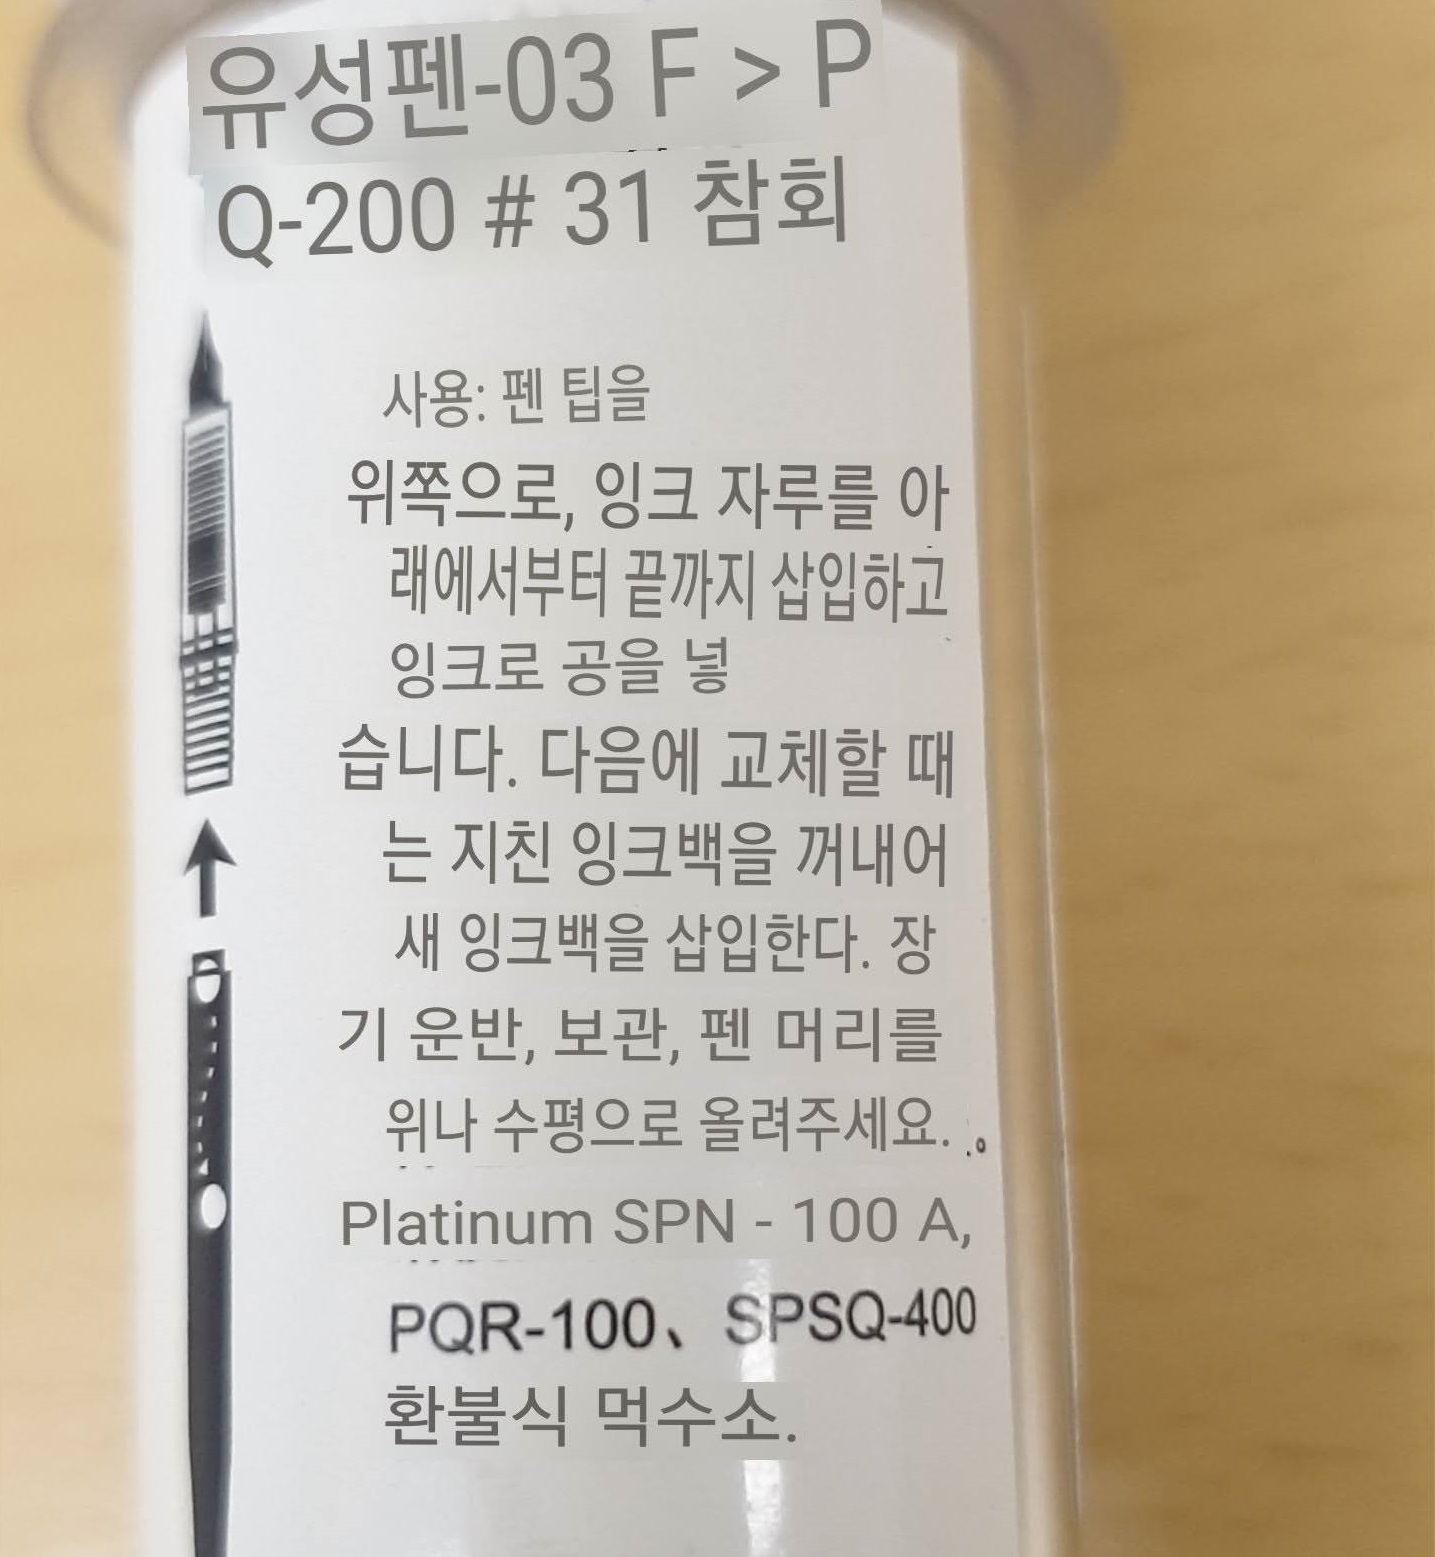 유성펜-03 F > P
Q-200 # 31 참회
사용: 펜 팁을
위쪽으로, 잉크 자루를 아
래에서부터 끝까지 삽입하고
잉크로 공을 넣
습니다. 다음에 교체할 때
는 지친 잉크백을 꺼내어
새 잉크백을 삽입한다. 장
기 운반, 보관, 펜 머리를
위나 수평으로 올려주세요.
Platinum SPN - 100 A,
PQR-100、SPSQ-400
환불식 먹수소.